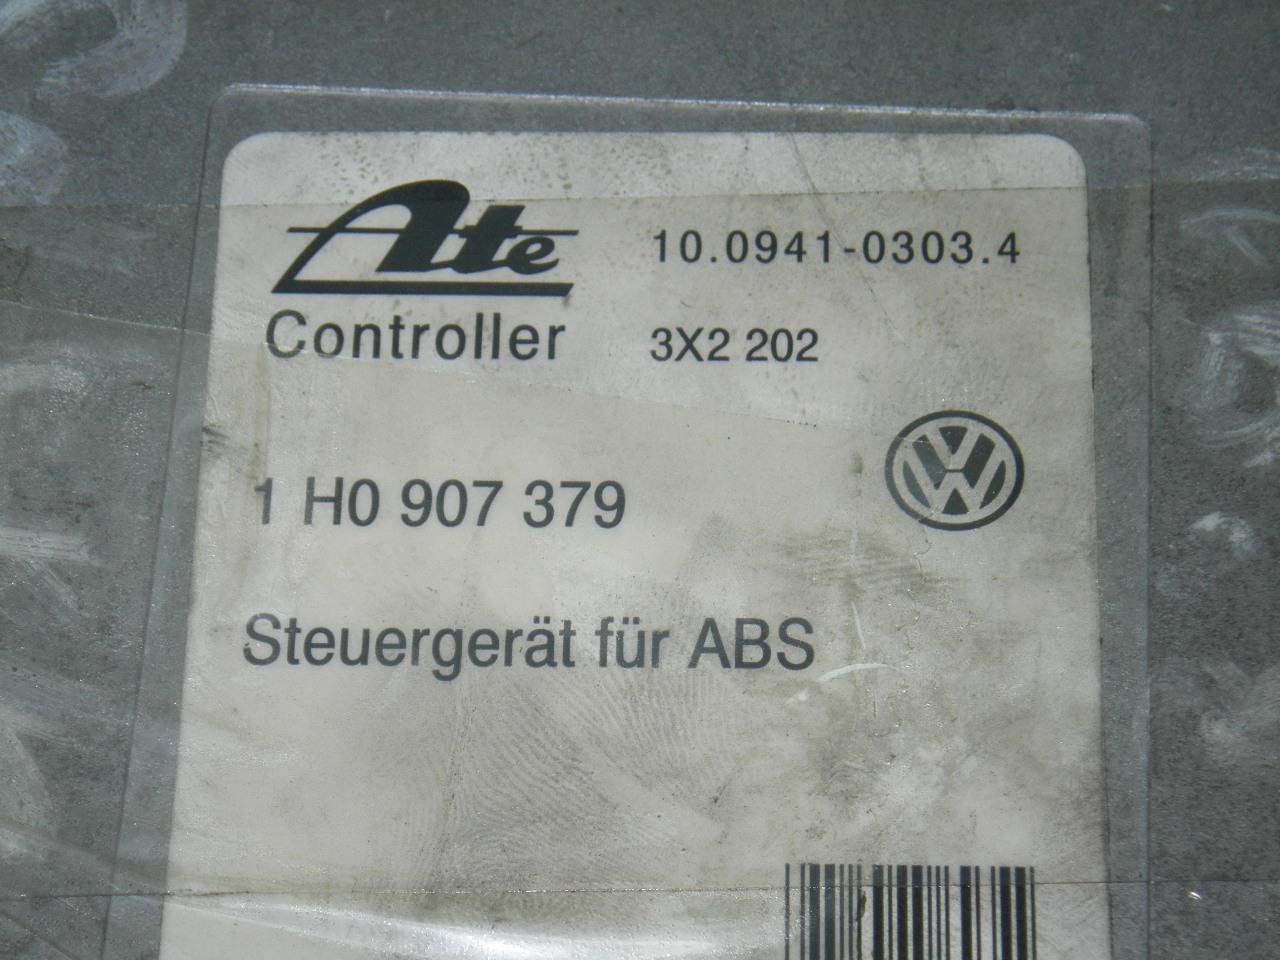 Ate 10.0941-0303.4
Controller 3X2 202
1 H0 907 379
Steuergerät für ABS